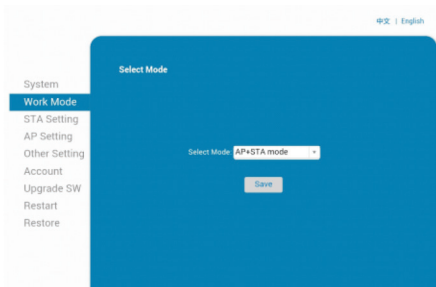 中文 | English
Select Mode
System
Work Mode
STA Setting
AP Setting
Other Setting
Account
Upgrade SW
Restart
Restore
Select Mode: AP+STA mode
Save